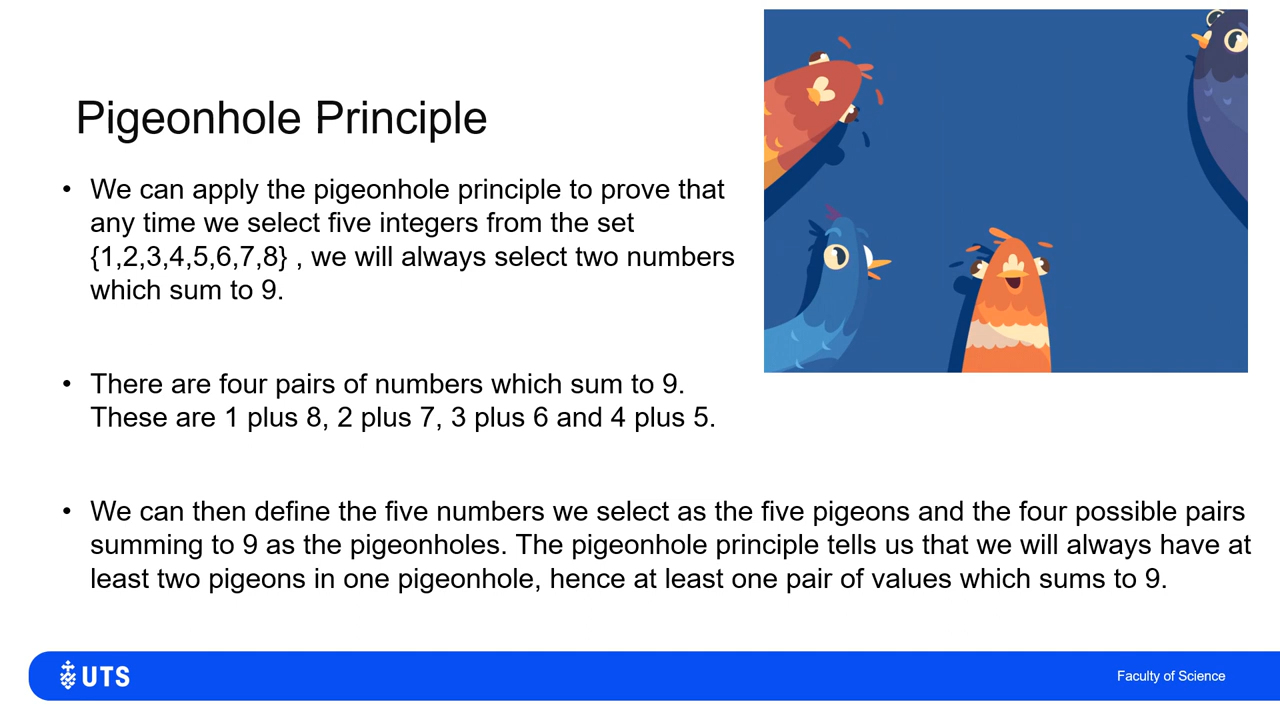 Pigeonhole Principle
• We can apply the pigeonhole principle to prove that
any time we select five integers from the set
{1,2,3,4,5,6,7,8} , we will always select two numbers
which sum to 9.
• There are four pairs of numbers which sum to 9.
These are 1 plus 8, 2 plus 7, 3 plus 6 and 4 plus 5.
• We can then define the five numbers we select as the five pigeons and the four possible pairs
summing to 9 as the pigeonholes. The pigeonhole principle tells us that we will always have at
least two pigeons in one pigeonhole, hence at least one pair of values which sums to 9.
UTS
Faculty of Science